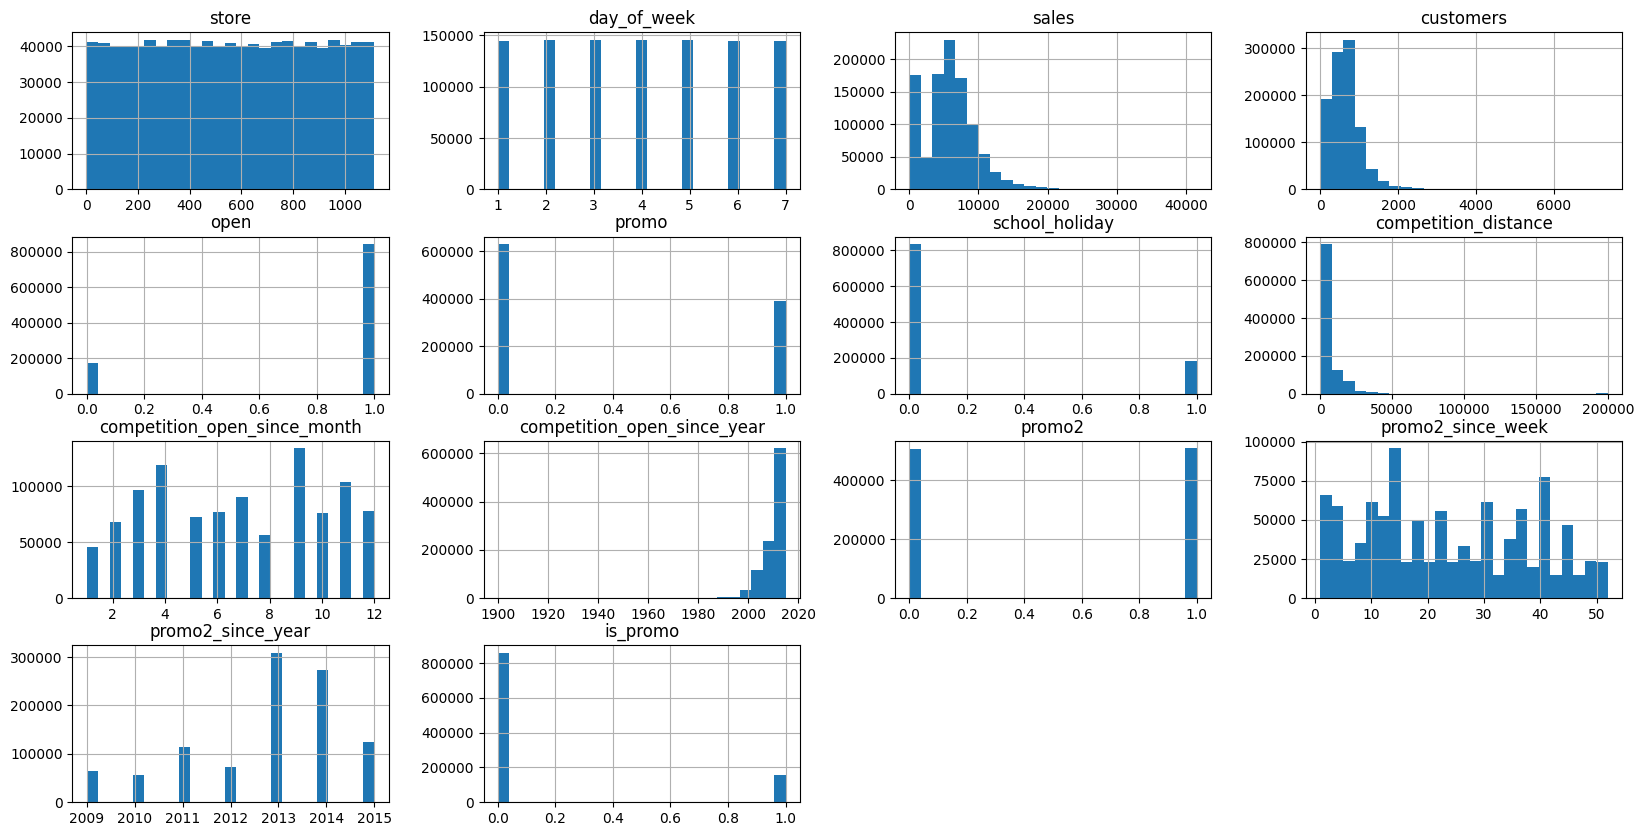 store
40000
30000
20000
10000
0
0 200 400 600 800 1000
day_of_week
150000
100000
50000
0
1 2 3 4 5 6 7
sales
200000
150000
100000
50000
0
0 10000 20000 30000 40000
customers
300000
200000
100000
0
0 2000 4000 6000
open
800000
600000
400000
200000
0
0.0 0.2 0.4 0.6 0.8 1.0
promo
600000
400000
200000
0
0.0 0.2 0.4 0.6 0.8 1.0
school_holiday
800000
600000
400000
200000
0
0.0 0.2 0.4 0.6 0.8 1.0
competition_distance
800000
600000
400000
200000
0
0 50000 100000 150000 200000
competition_open_since_month
100000
50000
0
2 4 6 8 10 12
competition_open_since_year
600000
400000
200000
0
1900 1920 1940 1960 1980 2000 2020
promo2
400000
200000
0
0.0 0.2 0.4 0.6 0.8 1.0
promo2_since_week
100000
75000
50000
25000
0
0 10 20 30 40 50
promo2_since_year
300000
200000
100000
0
2009 2010 2011 2012 2013 2014 2015
is_promo
800000
600000
400000
200000
0
0.0 0.2 0.4 0.6 0.8 1.0